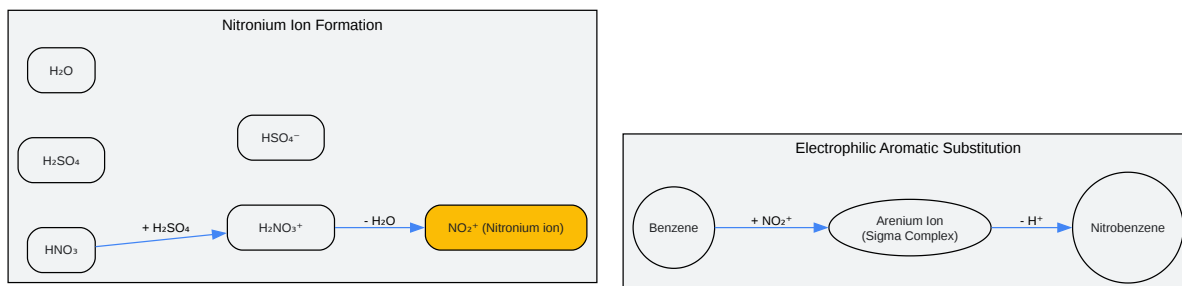 Nitronium Ion Formation
H₂O
HSO₄⁻
H₂SO₄
HNO₃
+ H₂SO₄
H₂NO₃⁺
- H₂O
NO₂⁺ (Nitronium ion)
Electrophilic Aromatic Substitution
Benzene
+ NO₂⁺
Arenium Ion
(Sigma Complex)
- H⁺
Nitrobenzene